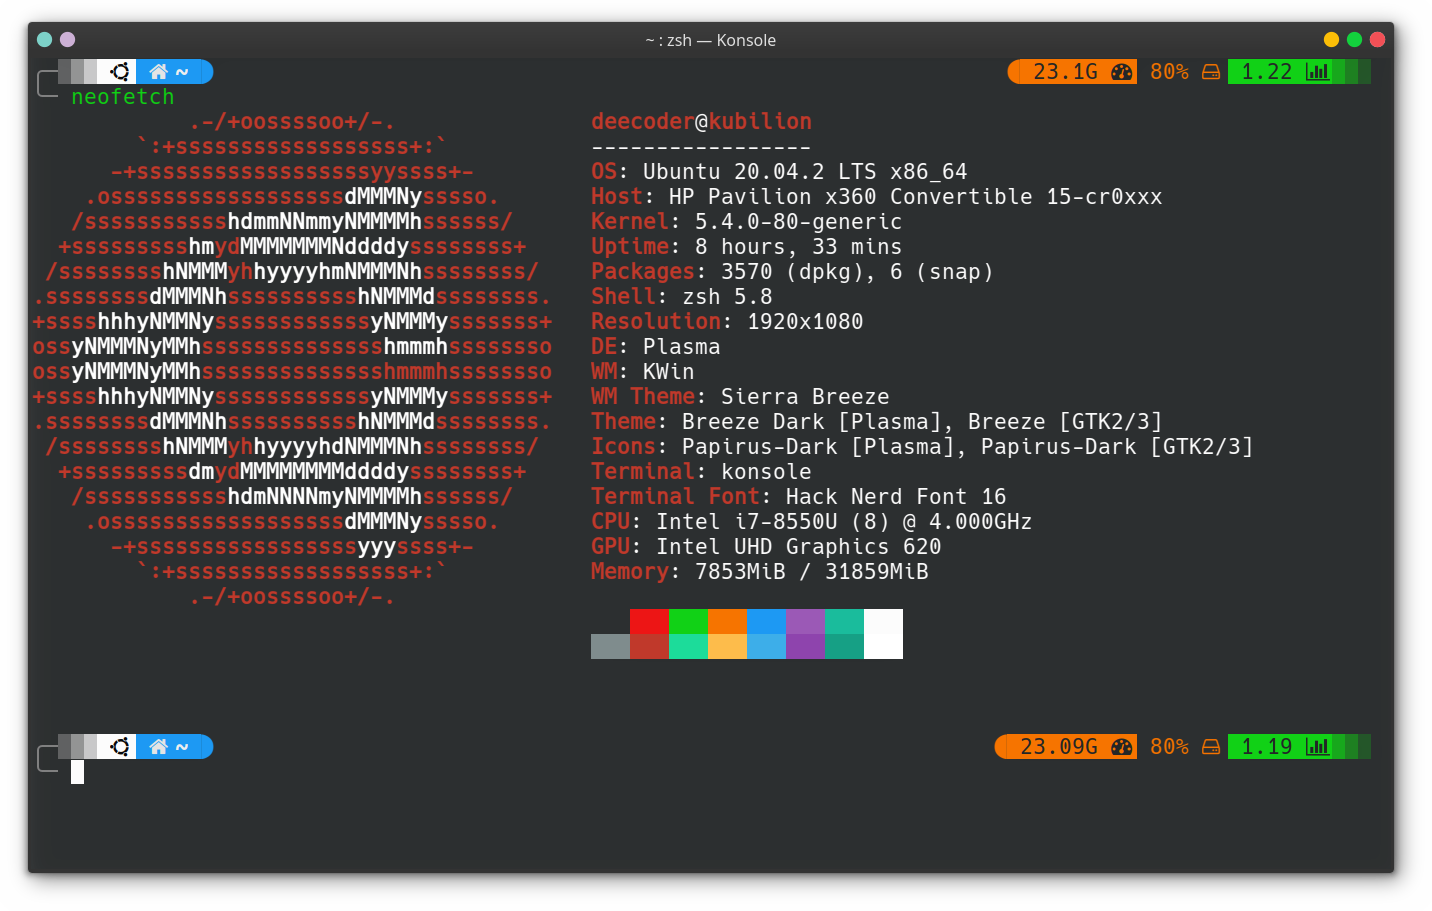 ~ : zsh — Konsole
~ 23.1G 80% 1.22
neofetch
.-/+oossssoo+/-. deecoder@kubilion
`:+ssssssssssssssssss+:` -----------------
-+ssssssssssssssssssyyssss+- OS: Ubuntu 20.04.2 LTS x86_64
.ossssssssssssssssssdMMMNysssso. Host: HP Pavilion x360 Convertible 15-cr0xxx
/ssssssssssshdmmNNmmyNMMMMhssssss/ Kernel: 5.4.0-80-generic
+ssssssssshmydMMMMMMMNddddyssssssss+ Uptime: 8 hours, 33 mins
/sssssssshNMMMyhhyyyyhmNMMMNhssssssss/ Packages: 3570 (dpkg), 6 (snap)
.ssssssssdMMMNhsssssssssshNMMMdssssssss. Shell: zsh 5.8
+sssshhhyNMMNyssssssssssssyNMMMysssssss+ Resolution: 1920x1080
ossyNMMMNyMMhsssssssssssssshmmmhssssssso DE: Plasma
ossyNMMMNyMMhsssssssssssssshmmmhssssssso WM: KWin
+sssshhhyNMMNyssssssssssssyNMMMysssssss+ WM Theme: Sierra Breeze
.ssssssssdMMMNhsssssssssshNMMMdssssssss. Theme: Breeze Dark [Plasma], Breeze [GTK2/3]
/sssssssshNMMMyhhyyyyhdNMMMNhssssssss/ Icons: Papirus-Dark [Plasma], Papirus-Dark [GTK2/3]
+sssssssssdmydMMMMMMMMddddyssssssss+ Terminal: konsole
/ssssssssssshdmNNNNmyNMMMMhssssss/ Terminal Font: Hack Nerd Font 16
.ossssssssssssssssssdMMMNysssso. CPU: Intel i7-8550U (8) @ 4.000GHz
-+sssssssssssssssssyyyssss+- GPU: Intel UHD Graphics 620
`:+ssssssssssssssssss+:` Memory: 7853MiB / 31859MiB
.-/+oossssoo+/-.
~ 23.09G 80% 1.19